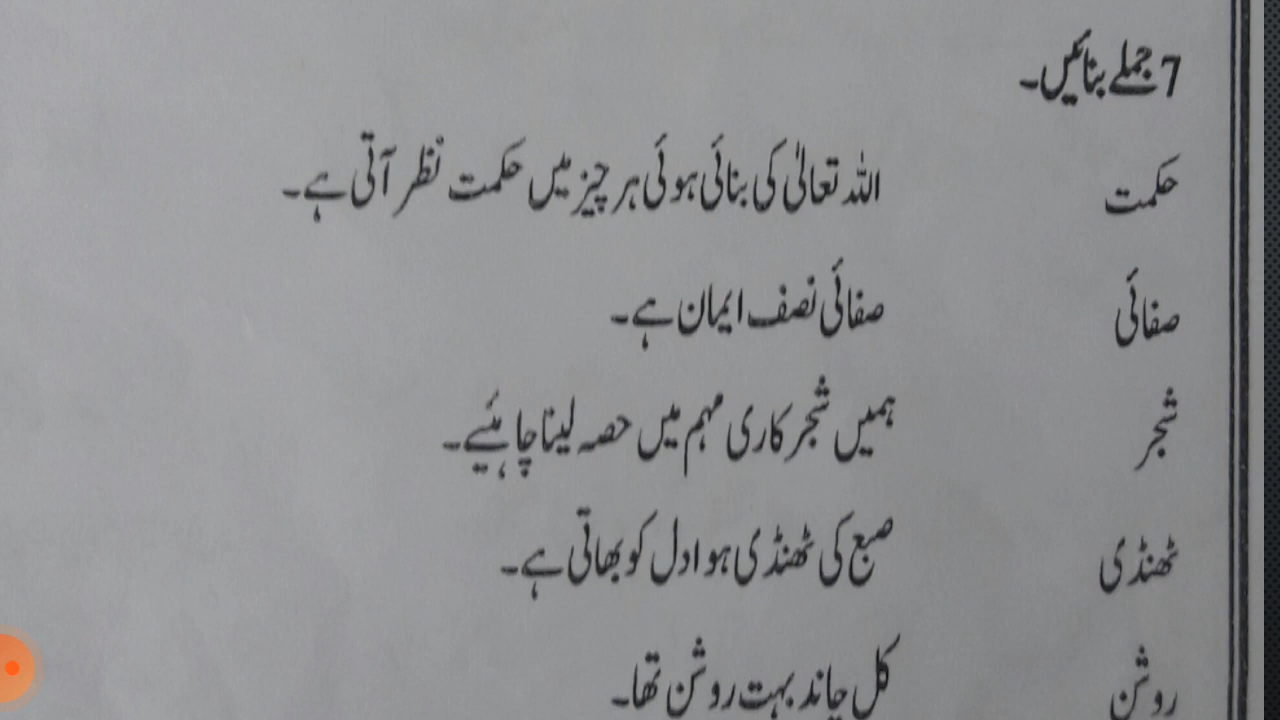 7 جملے بنائیں۔
حکمت اللہ تعالیٰ کی بنائی ہوئی ہر چیز میں حکمت نظر آتی ہے۔
صفائی صفائی نصف ایمان ہے۔
شجر ہمیں شجر کاری مہم میں حصہ لینا چاہئیے۔
ٹھنڈی صبح کی ٹھنڈی ہوا دل کو بھاتی ہے۔
روشن کل چاند بہت روشن تھا۔